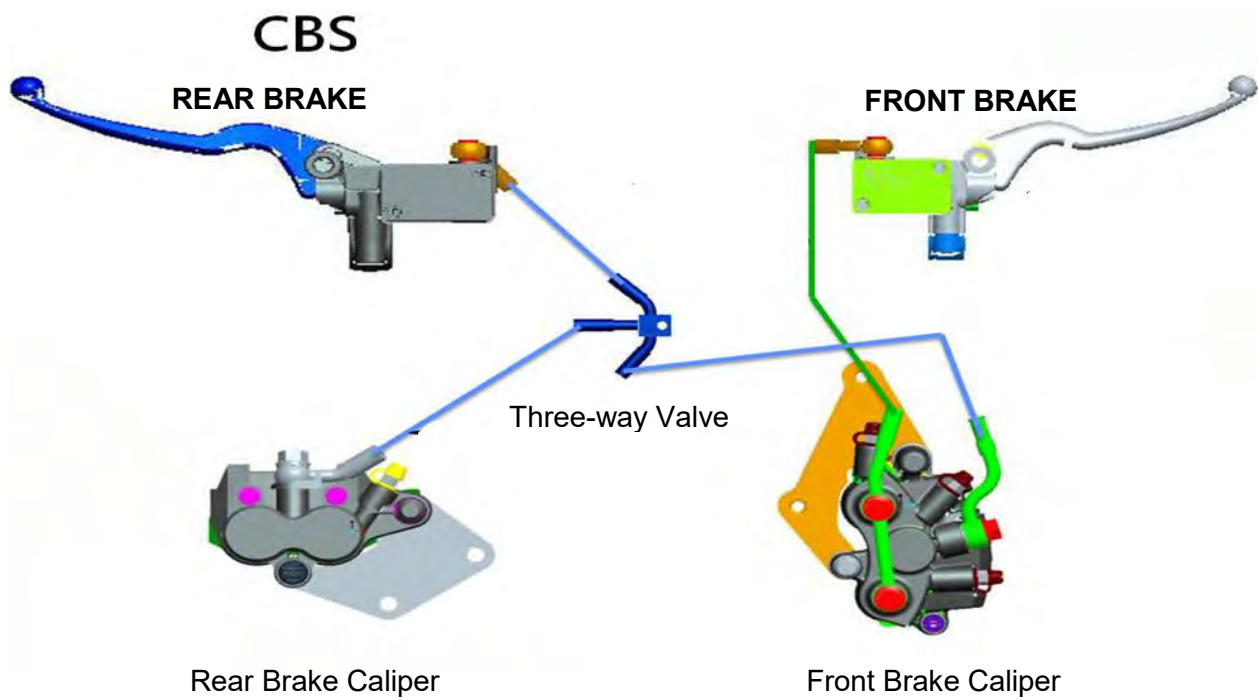 CBS
REAR BRAKE
FRONT BRAKE
Three-way Valve
Rear Brake Caliper
Front Brake Caliper